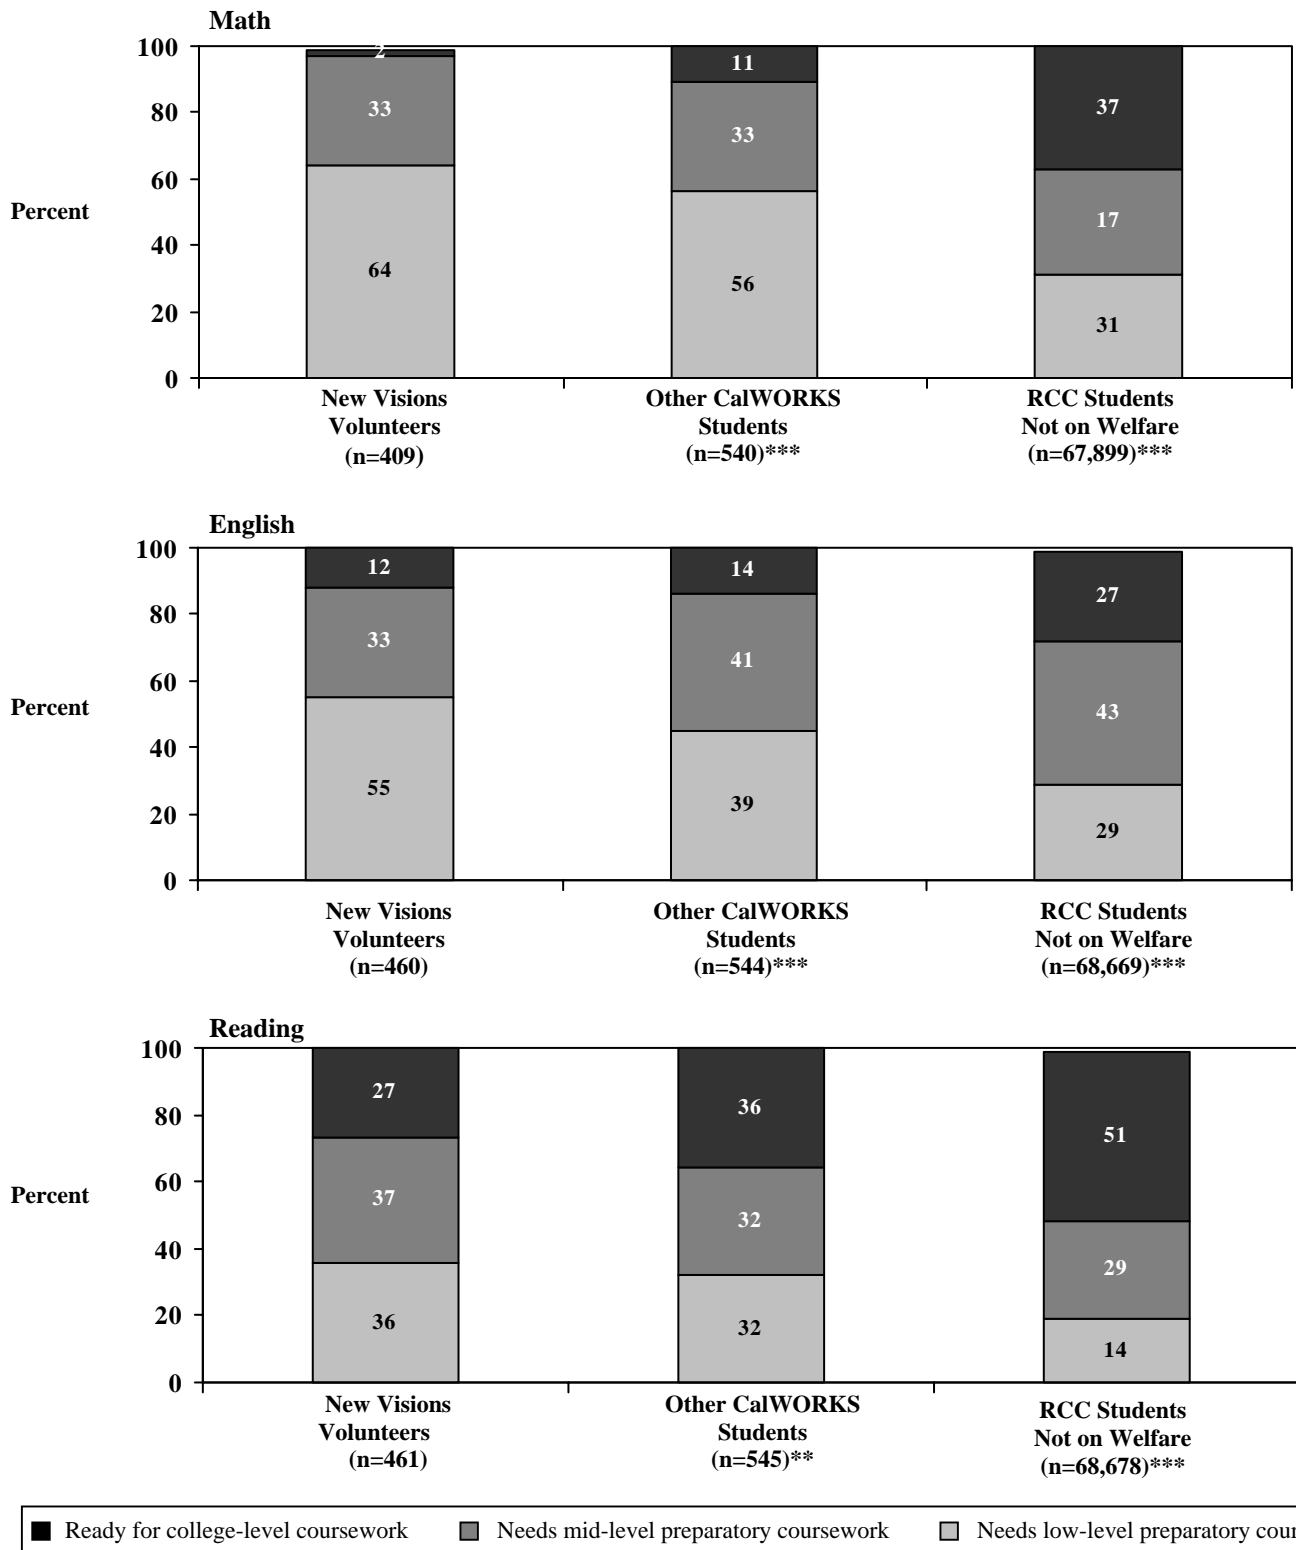 Math
100
80
60
40
20
0
Percent
2
33
64
11
33
56
37
17
31
New Visions
Volunteers
(n=409)
Other CalWORKS
Students
(n=540)***
RCC Students
Not on Welfare
(n=67,899)***
English
100
80
60
40
20
0
Percent
12
33
55
14
41
39
27
43
29
New Visions
Volunteers
(n=460)
Other CalWORKS
Students
(n=544)***
RCC Students
Not on Welfare
(n=68,669)***
Reading
100
80
60
40
20
0
Percent
27
37
36
36
32
32
51
29
14
New Visions
Volunteers
(n=461)
Other CalWORKS
Students
(n=545)**
RCC Students
Not on Welfare
(n=68,678)***
Ready for college-level coursework
Needs mid-level preparatory coursework
Needs low-level preparatory